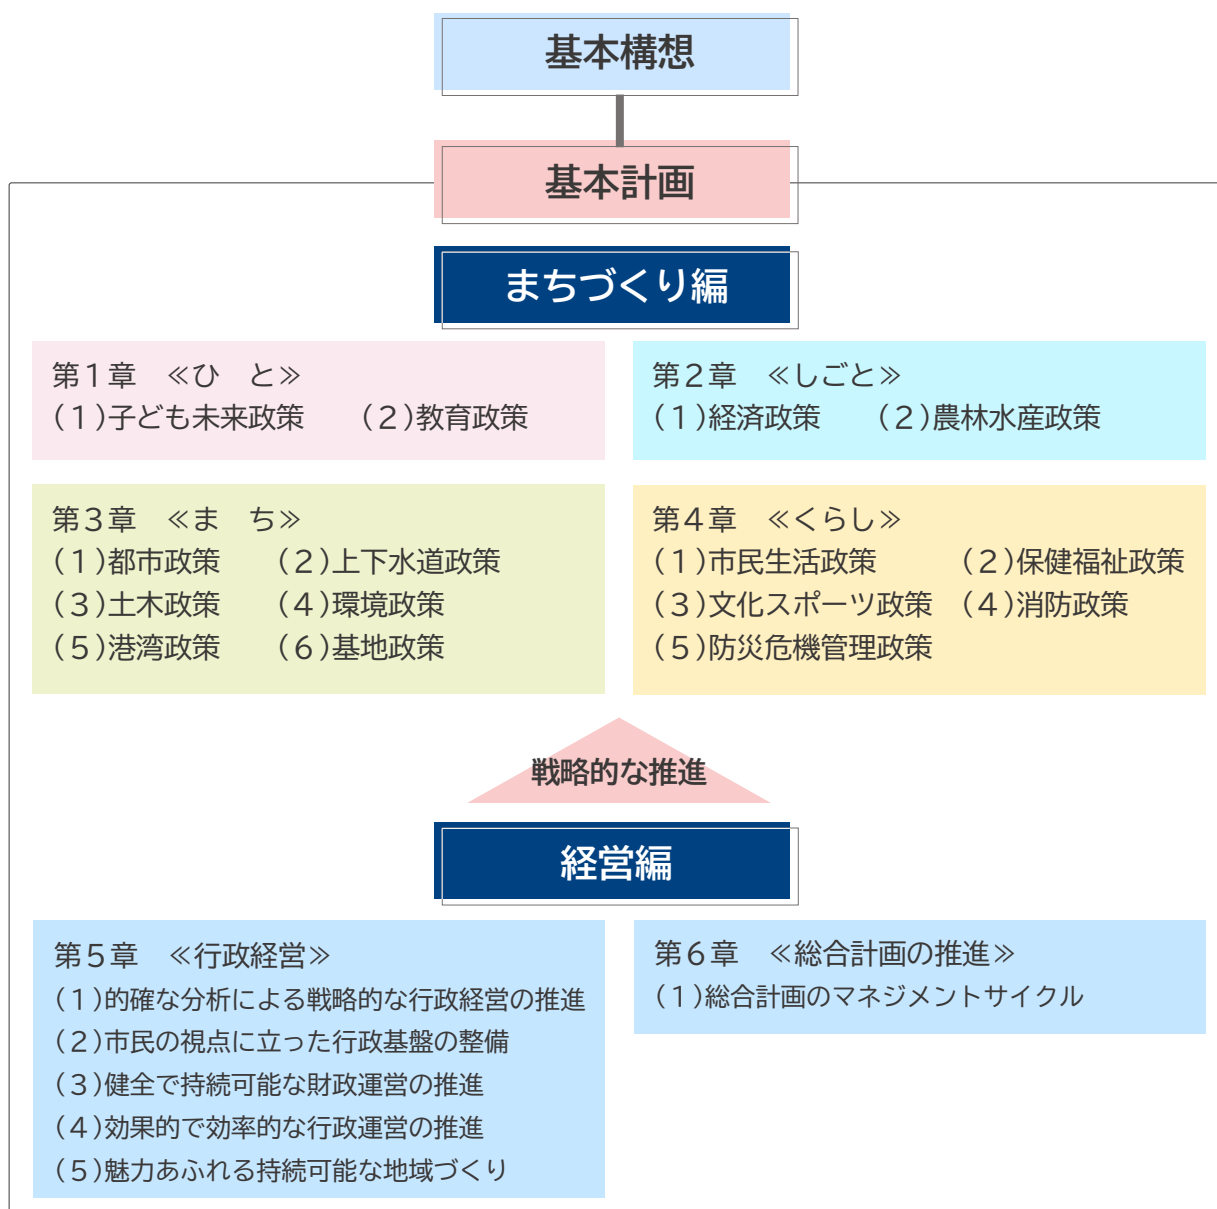 基本構想
基本計画
まちづくり編
第1章　≪ひ　と≫
(1)子ども未来政策　　(2)教育政策
第2章　≪しごと≫
(1)経済政策　　(2)農林水産政策
第3章　≪ま　ち≫
(1)都市政策　　(2)上下水道政策
(3)土木政策　　(4)環境政策
(5)港湾政策　　(6)基地政策
第4章　≪くらし≫
(1)市民生活政策　　　(2)保健福祉政策
(3)文化スポーツ政策　(4)消防政策
(5)防災危機管理政策
戦略的な推進
経営編
第5章　≪行政経営≫
(1)的確な分析による戦略的な行政経営の推進
(2)市民の視点に立った行政基盤の整備
(3)健全で持続可能な財政運営の推進
(4)効果的で効率的な行政運営の推進
(5)魅力あふれる持続可能な地域づくり
第6章　≪総合計画の推進≫
(1)総合計画のマネジメントサイクル